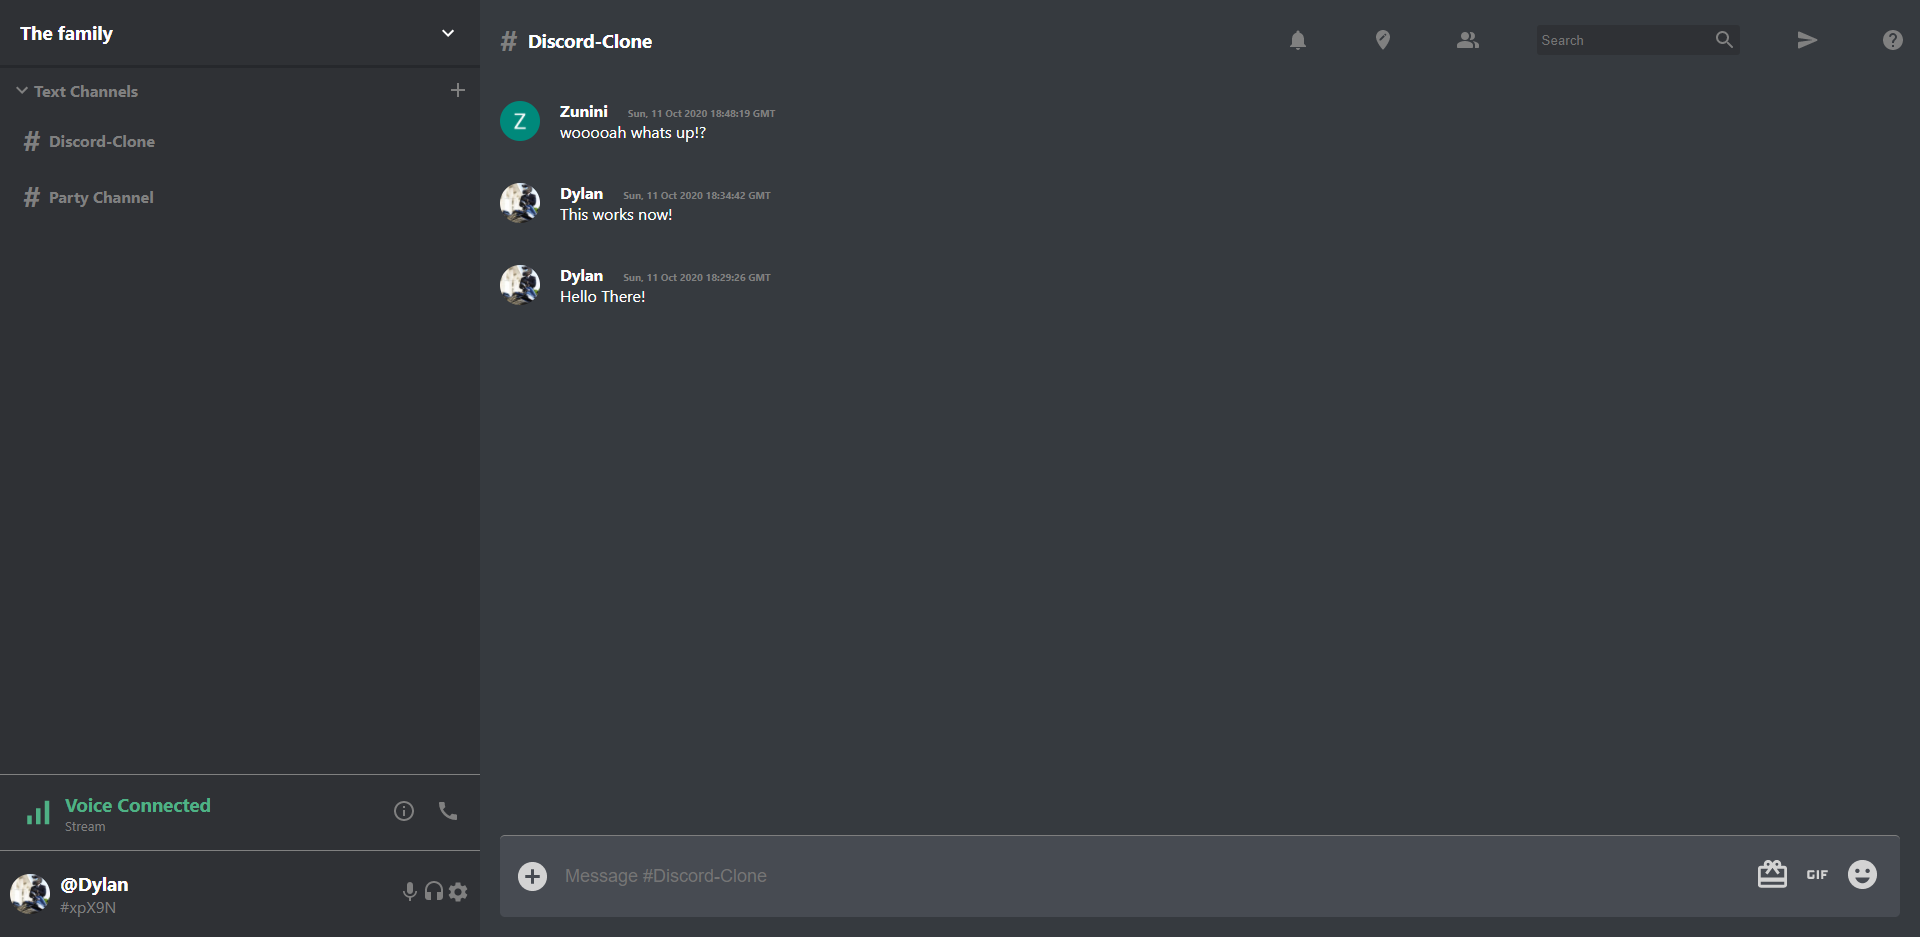 The family
Text Channels
# Discord-Clone
# Party Channel
Voice Connected
Stream
@Dylan
#xpX9N
# Discord-Clone
Search
Z
Zunini Sun, 11 Oct 2020 18:48:19 GMT
wooooah whats up!?
Dylan Sun, 11 Oct 2020 18:34:42 GMT
This works now!
Dylan Sun, 11 Oct 2020 18:29:26 GMT
Hello There!
Message #Discord-Clone
GIF